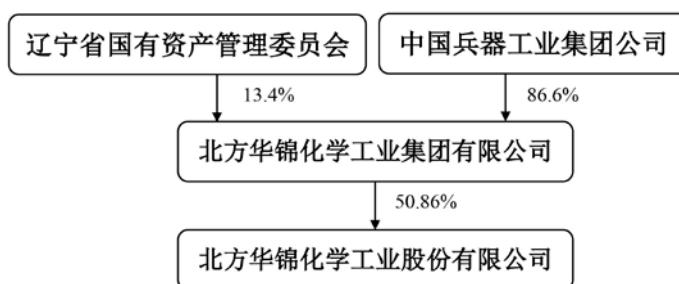 辽宁省国有资产管理委员会
中国兵器工业集团公司
13.4%
86.6%
北方华锦化学工业集团有限公司
50.86%
北方华锦化学工业股份有限公司